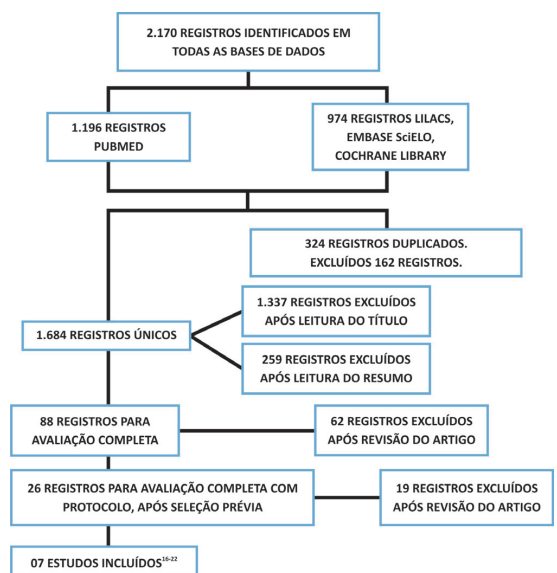 2.170 REGISTROS IDENTIFICADOS EM
TODAS AS BASES DE DADOS
1.196 REGISTROS
PUBMED
974 REGISTROS LILACS,
EMBASE SciELO,
COCHRANE LIBRARY
324 REGISTROS DUPLICADOS.
EXCLUÍDOS 162 REGISTROS.
1.684 REGISTROS ÚNICOS
1.337 REGISTROS EXCLUÍDOS
APÓS LEITURA DO TÍTULO
259 REGISTROS EXCLUÍDOS
APÓS LEITURA DO RESUMO
88 REGISTROS PARA
AVALIAÇÃO COMPLETA
62 REGISTROS EXCLUÍDOS
APÓS REVISÃO DO ARTIGO
26 REGISTROS PARA AVALIAÇÃO COMPLETA COM
PROTOCOLO, APÓS SELEÇÃO PRÉVIA
19 REGISTROS EXCLUÍDOS
APÓS REVISÃO DO ARTIGO
07 ESTUDOS INCLUÍDOS16-22